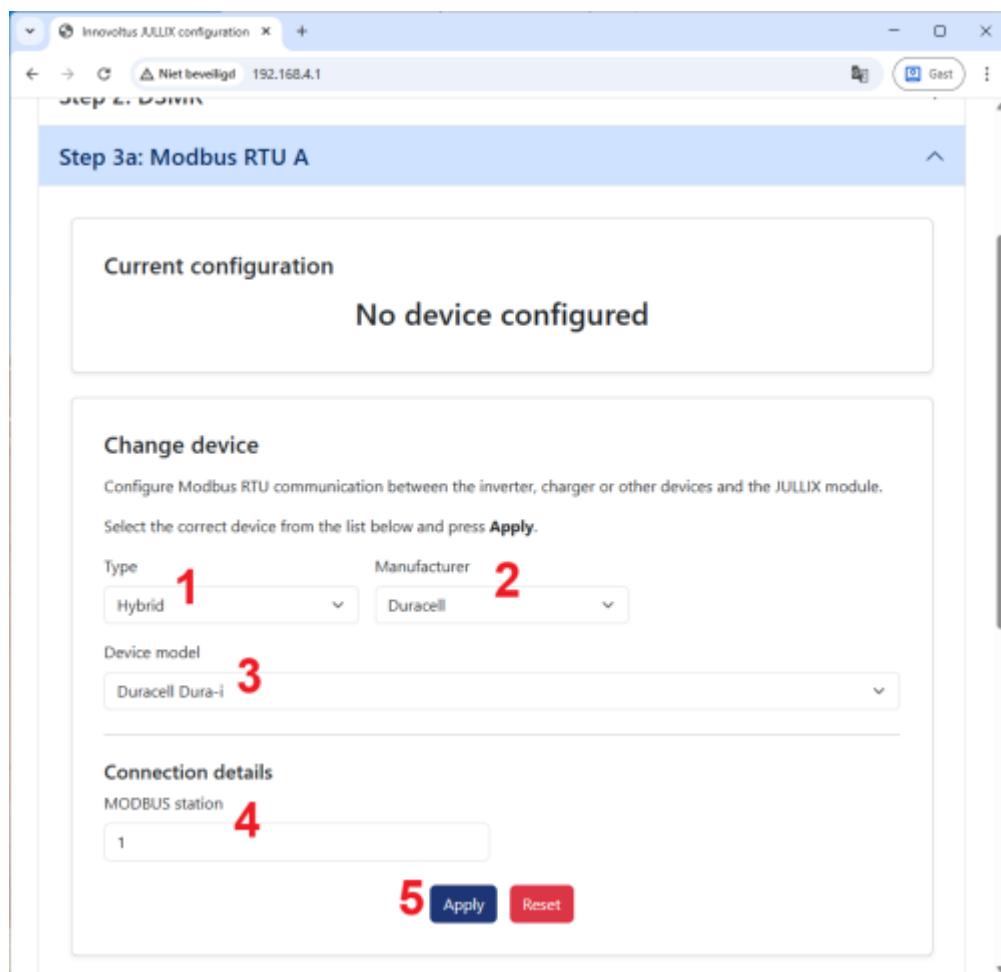 Innovoltus JULLIX configuration
Niet beveiligd 192.168.4.1 Gast
Step 2: DSMR
Step 3a: Modbus RTU A
Current configuration
No device configured
Change device
Configure Modbus RTU communication between the inverter, charger or other devices and the JULLIX module.
Select the correct device from the list below and press Apply.
Type 1 Manufacturer 2
Hybrid Duracell
Device model 3
Duracell Dura-i
Connection details
MODBUS station 4
1
5 Apply Reset